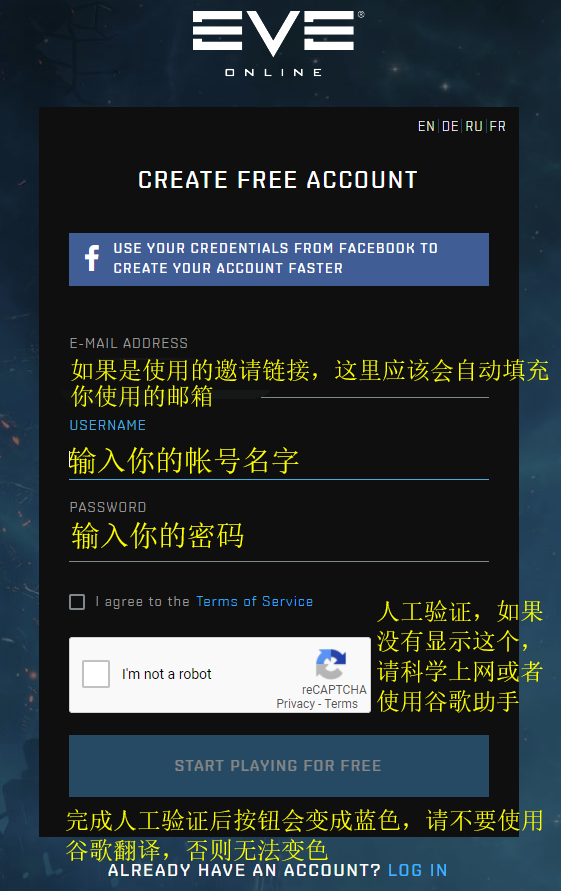 EVE®
ONLINE
EN|DE|RU|FR
CREATE FREE ACCOUNT
f USE YOUR CREDENTIALS FROM FACEBOOK TO
CREATE YOUR ACCOUNT FASTER
E-MAIL ADDRESS
如果是使用的邀请链接，这里应该会自动填充
你使用的邮箱
USERNAME
输入你的帐号名字
PASSWORD
输入你的密码
I agree to the Terms of Service
人工验证，如果
没有显示这个，
请科学上网或者
使用谷歌助手
I'm not a robot
reCAPTCHA
Privacy - Terms
START PLAYING FOR FREE
完成人工验证后按钮会变成蓝色，请不要使用
谷歌翻译，否则无法变色
ALREADY HAVE AN ACCOUNT? LOG IN